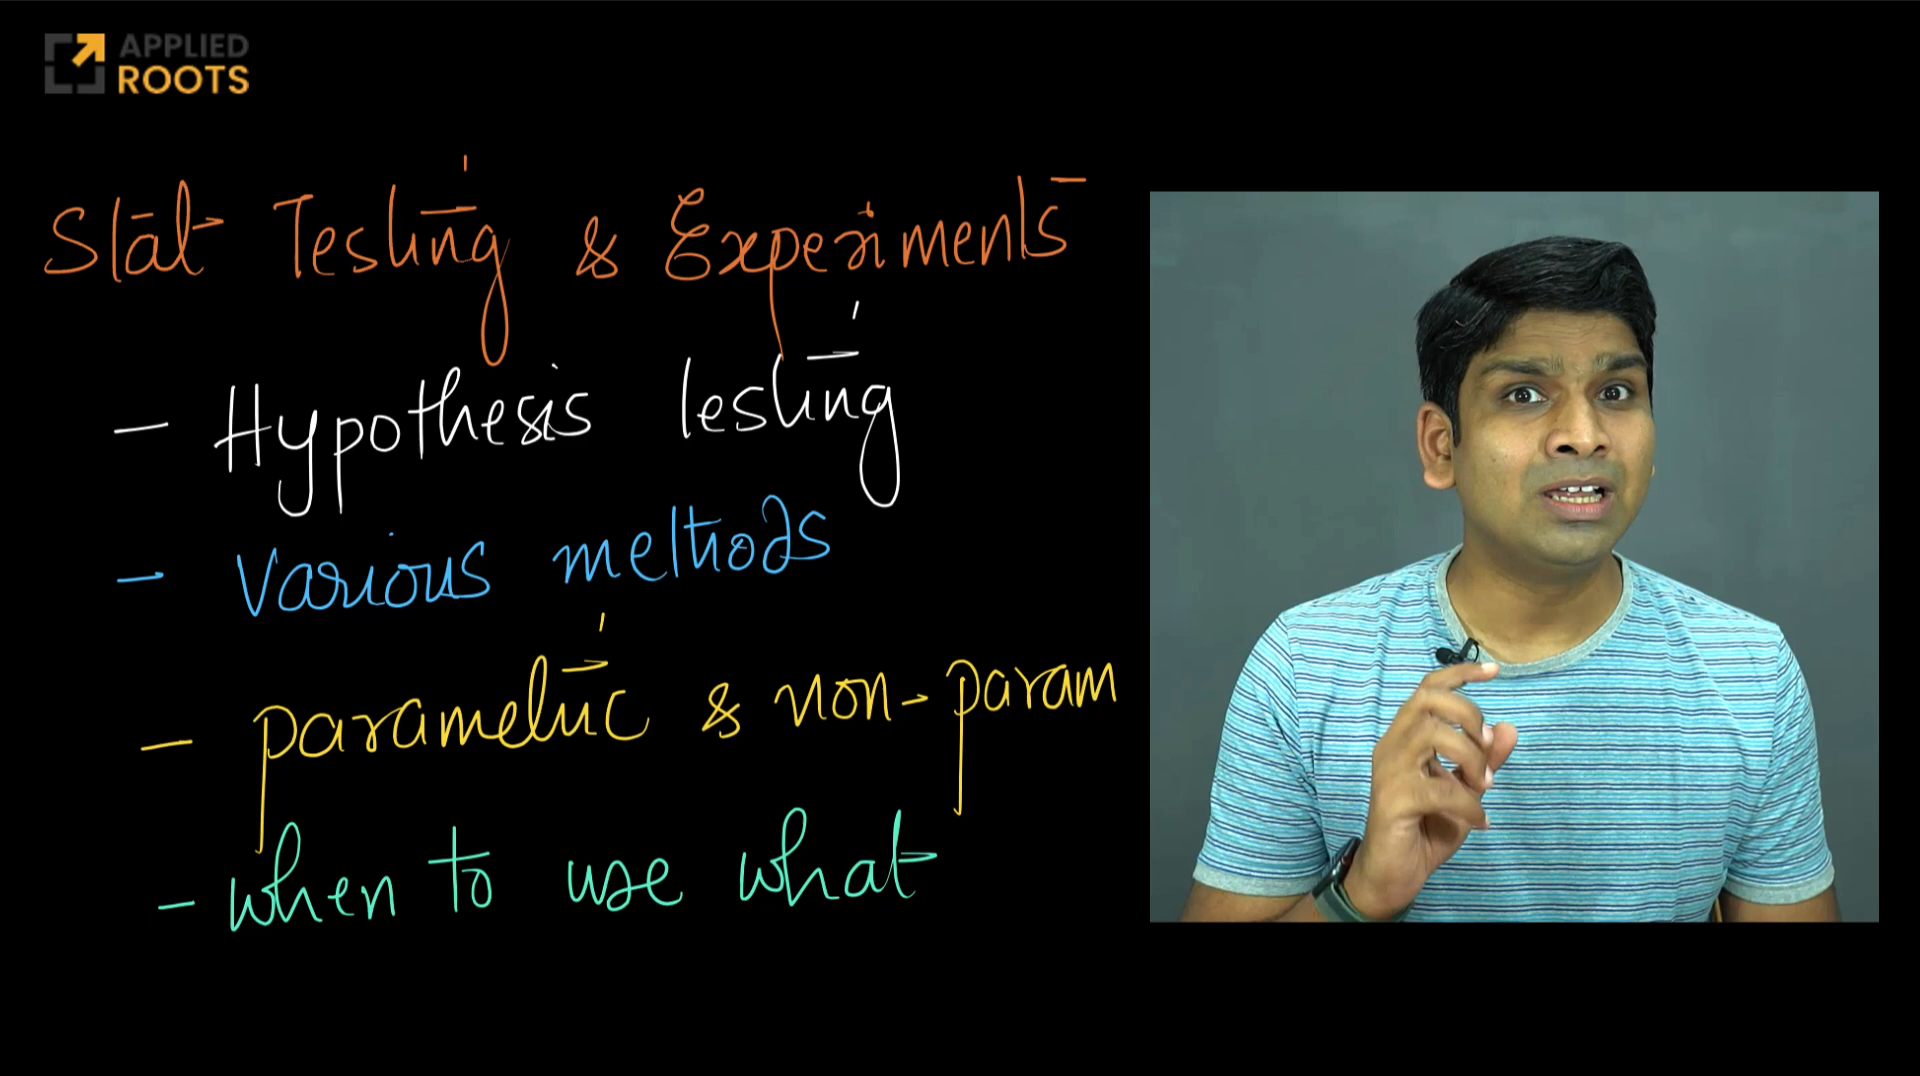 APPLIED
ROOTS
Stat Testing & Experiments
- Hypothesis testing
- Various methods
- parametric & non-param
- when to use what